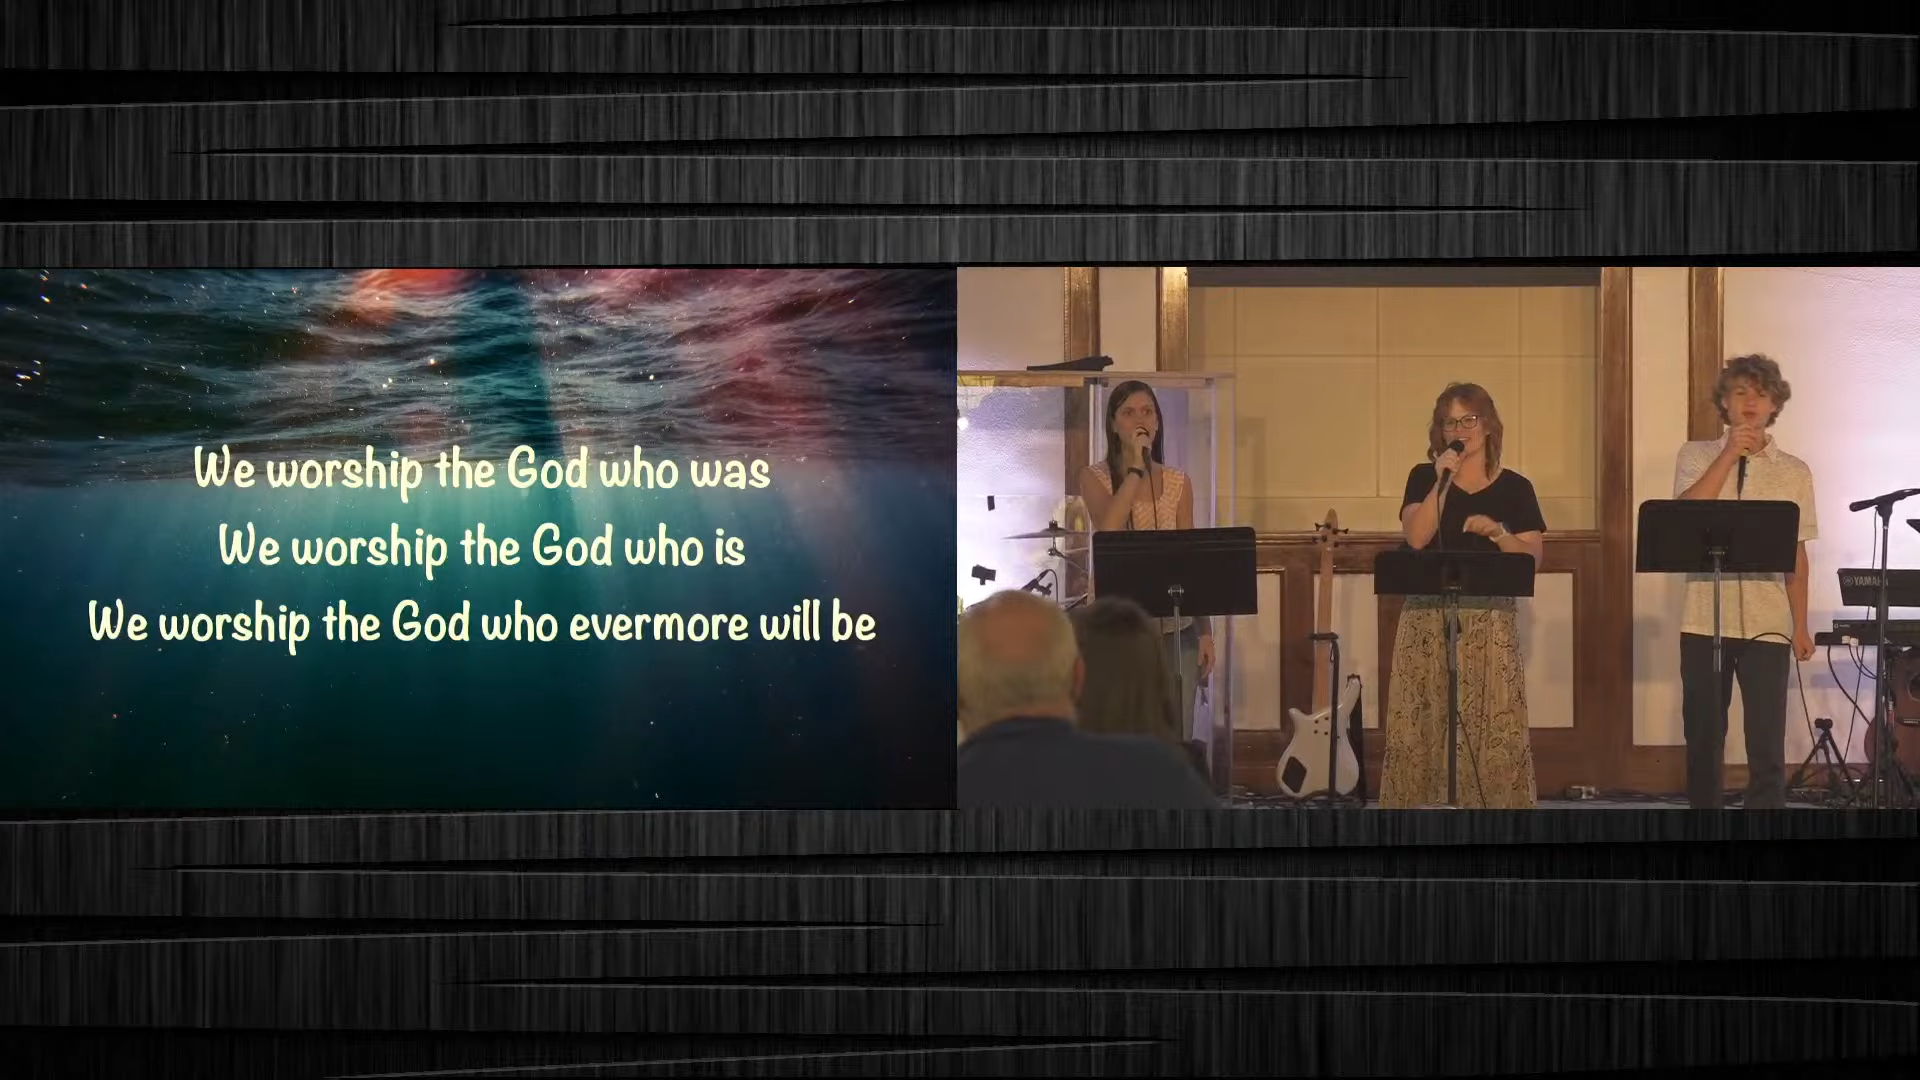 We worship the God who was
We worship the God who is
We worship the God who evermore will be
YAMAHA